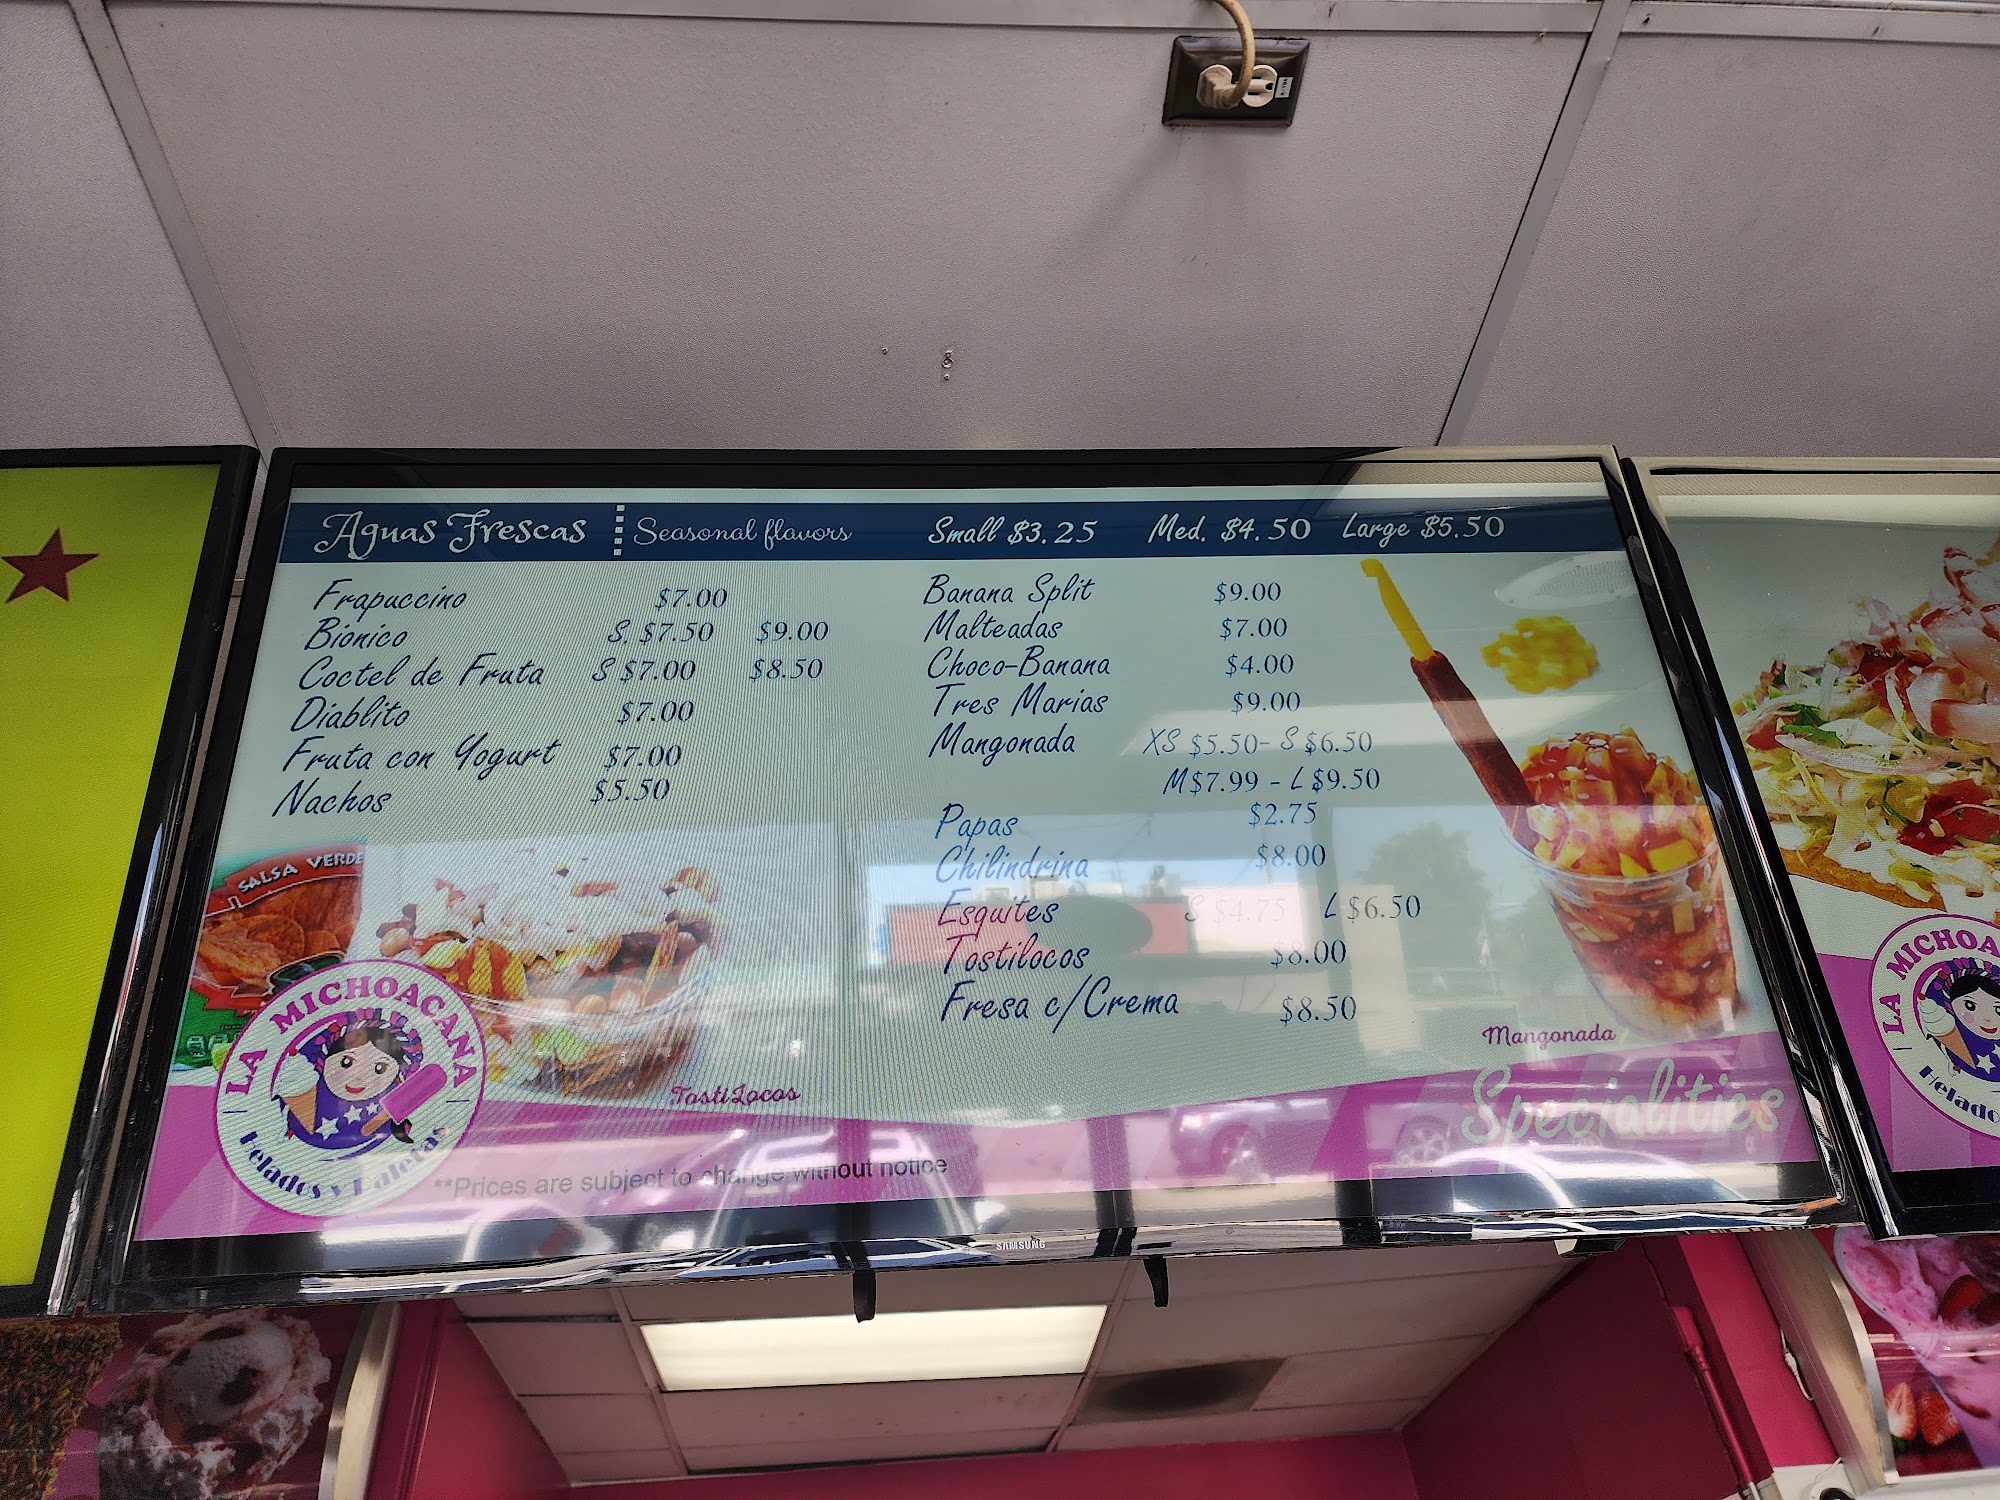 Aguas Frescas Seasonal flavors Small $3.25 Med. $4.50 Large $5.50
Frapuccino $7.00
Bionico S. $7.50 $9.00
Coctel de Fruta S $7.00 $8.50
Diablito $7.00
Fruta con Yogurt $7.00
Nachos $5.50
Banana Split $9.00
Malteadas $7.00
Choco-Banana $4.00
Tres Marias $9.00
Mangonada XS $5.50- S $6.50
M$7.99 - L $9.50
Papas $2.75
Chilindrina $8.00
Esquites S $4.75 L $6.50
Tostilocos $8.00
Fresa c/Crema $8.50
SALSA VERDE
LA MICHOACANA
Helados y Paletas
TostiLocos
Mangonada
Specialities
**Prices are subject to change without notice
SAMSUNG
LA MICHOA
Helado